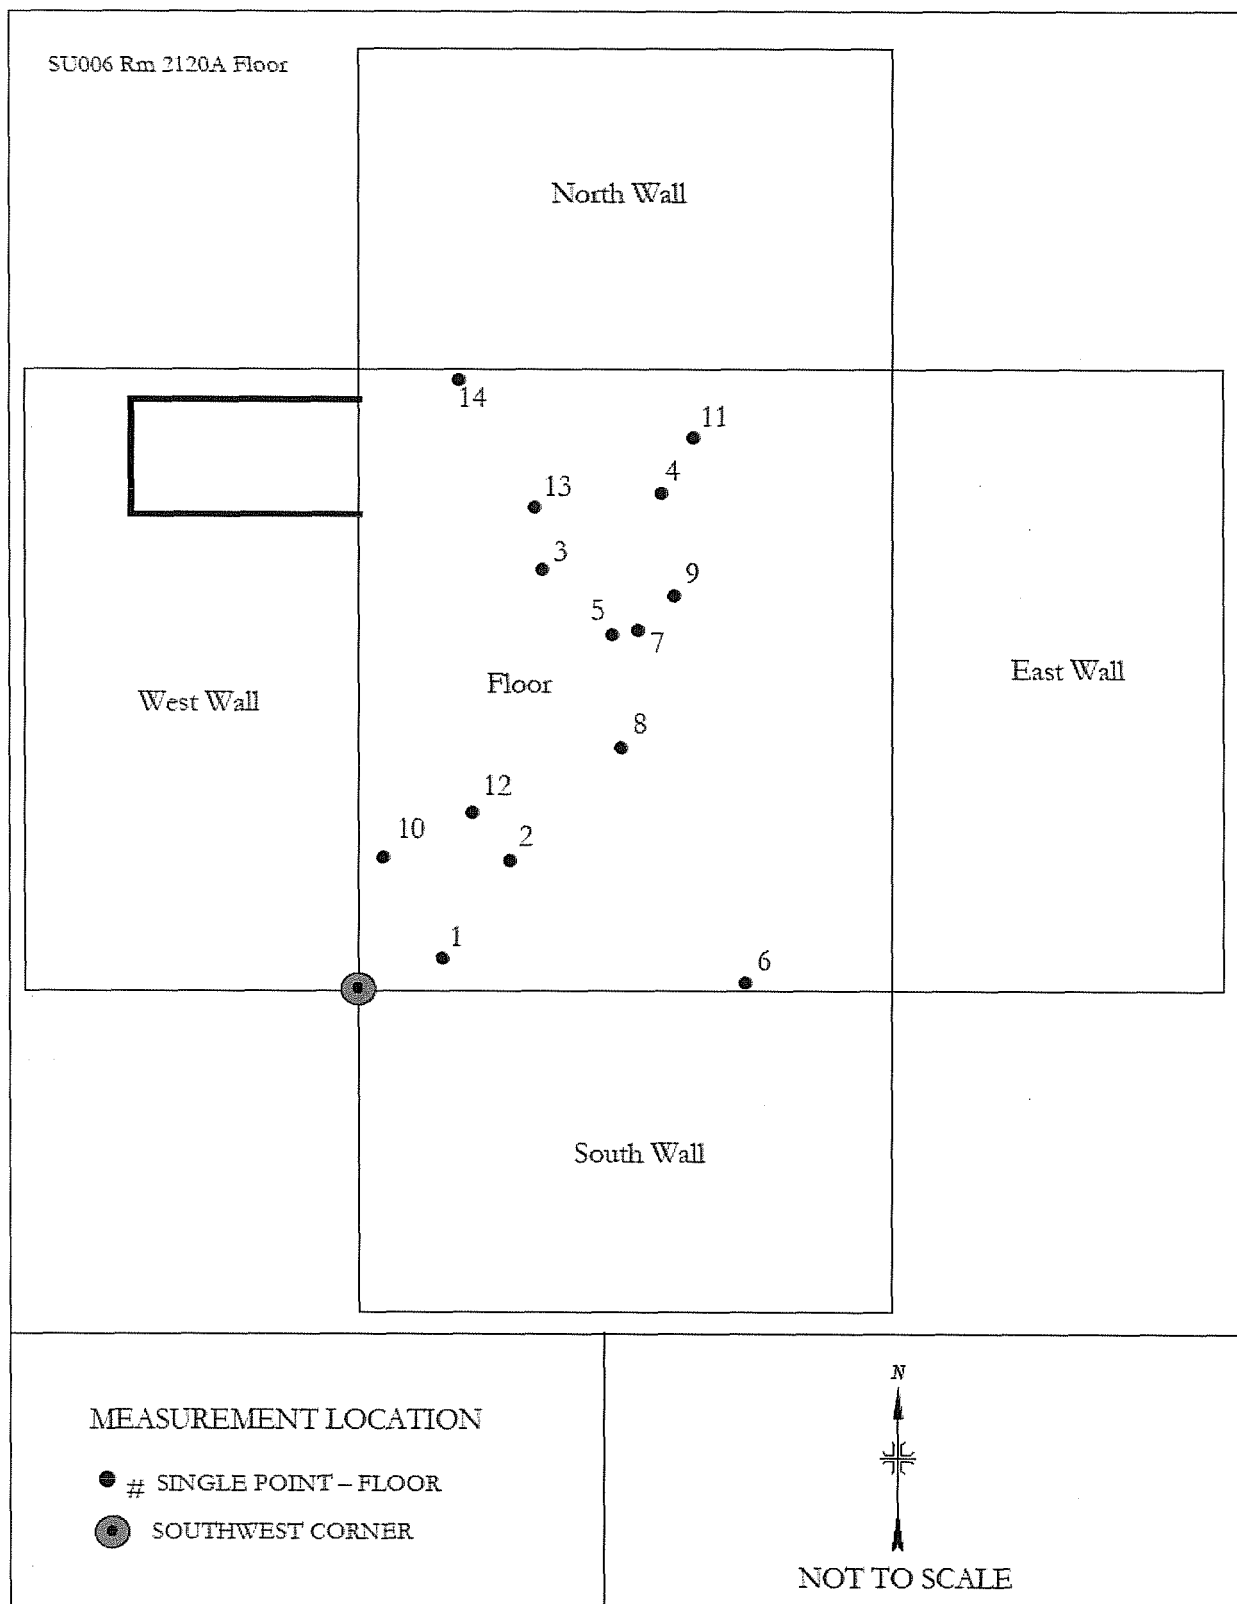 SU006 Rm 2120A Floor
North Wall
14
11
4
13
3
9
5
7
West Wall
Floor
East Wall
8
12
10
2
1
6
South Wall
MEASUREMENT LOCATION
# SINGLE POINT – FLOOR
SOUTHWEST CORNER
N
NOT TO SCALE